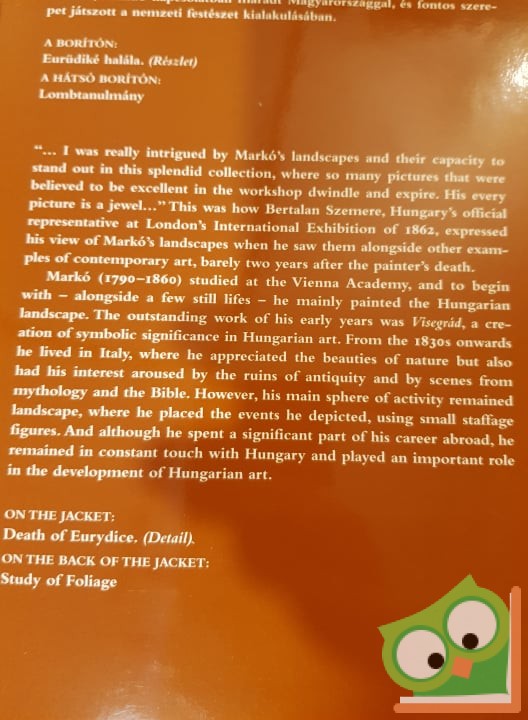 Magyarországgal, és fontos szere-
pet játszott a nemzeti festészet kialakulásában.
A BORÍTÓN:
Eurüdiké halála. (Részlet)
A HÁTSÓ BORÍTÓN:
Lombtanulmány
“... I was really intrigued by Markó’s landscapes and their capacity to
stand out in this splendid collection, where so many pictures that were
believed to be excellent in the workshop dwindle and expire. His every
picture is a jewel...” This was how Bertalan Szemere, Hungary’s official
representative at London’s International Exhibition of 1862, expressed
his view of Markó’s landscapes when he saw them alongside other exam-
ples of contemporary art, barely two years after the painter’s death.
Markó (1790–1860) studied at the Vienna Academy, and to begin
with – alongside a few still lifes – he mainly painted the Hungarian
landscape. The outstanding work of his early years was Visegrád, a cre-
ation of symbolic significance in Hungarian art. From the 1830s onwards
he lived in Italy, where he appreciated the beauties of nature but also
had his interest aroused by the ruins of antiquity and by scenes from
mythology and the Bible. However, his main sphere of activity remained
landscape, where he placed the events he depicted, using small staffage
figures. And although he spent a significant part of his career abroad, he
remained in constant touch with Hungary and played an important role
in the development of Hungarian art.
ON THE JACKET:
Death of Eurydice. (Detail).
ON THE BACK OF THE JACKET:
Study of Foliage